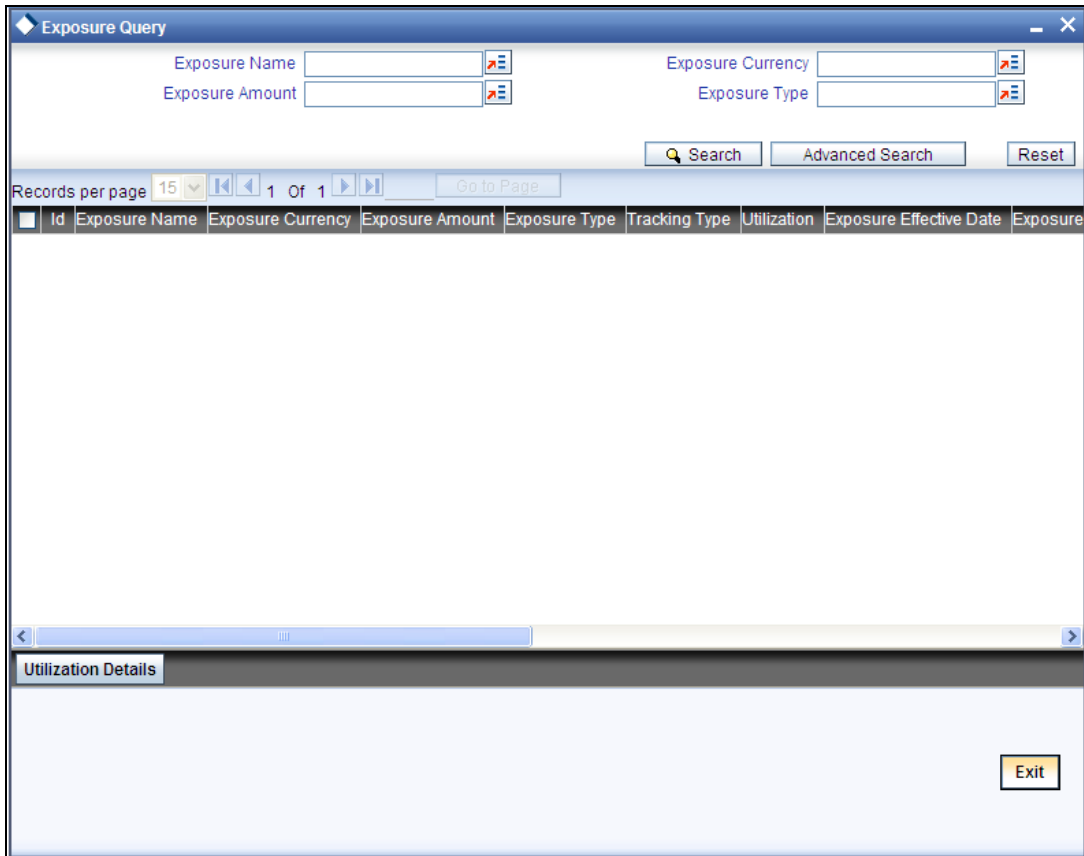 Exposure Query
Exposure Name Exposure Currency
Exposure Amount Exposure Type
Search Advanced Search Reset
Records per page 15 1 Of 1 Go to Page
Id Exposure Name Exposure Currency Exposure Amount Exposure Type Tracking Type Utilization Exposure Effective Date Exposure
Utilization Details
Exit